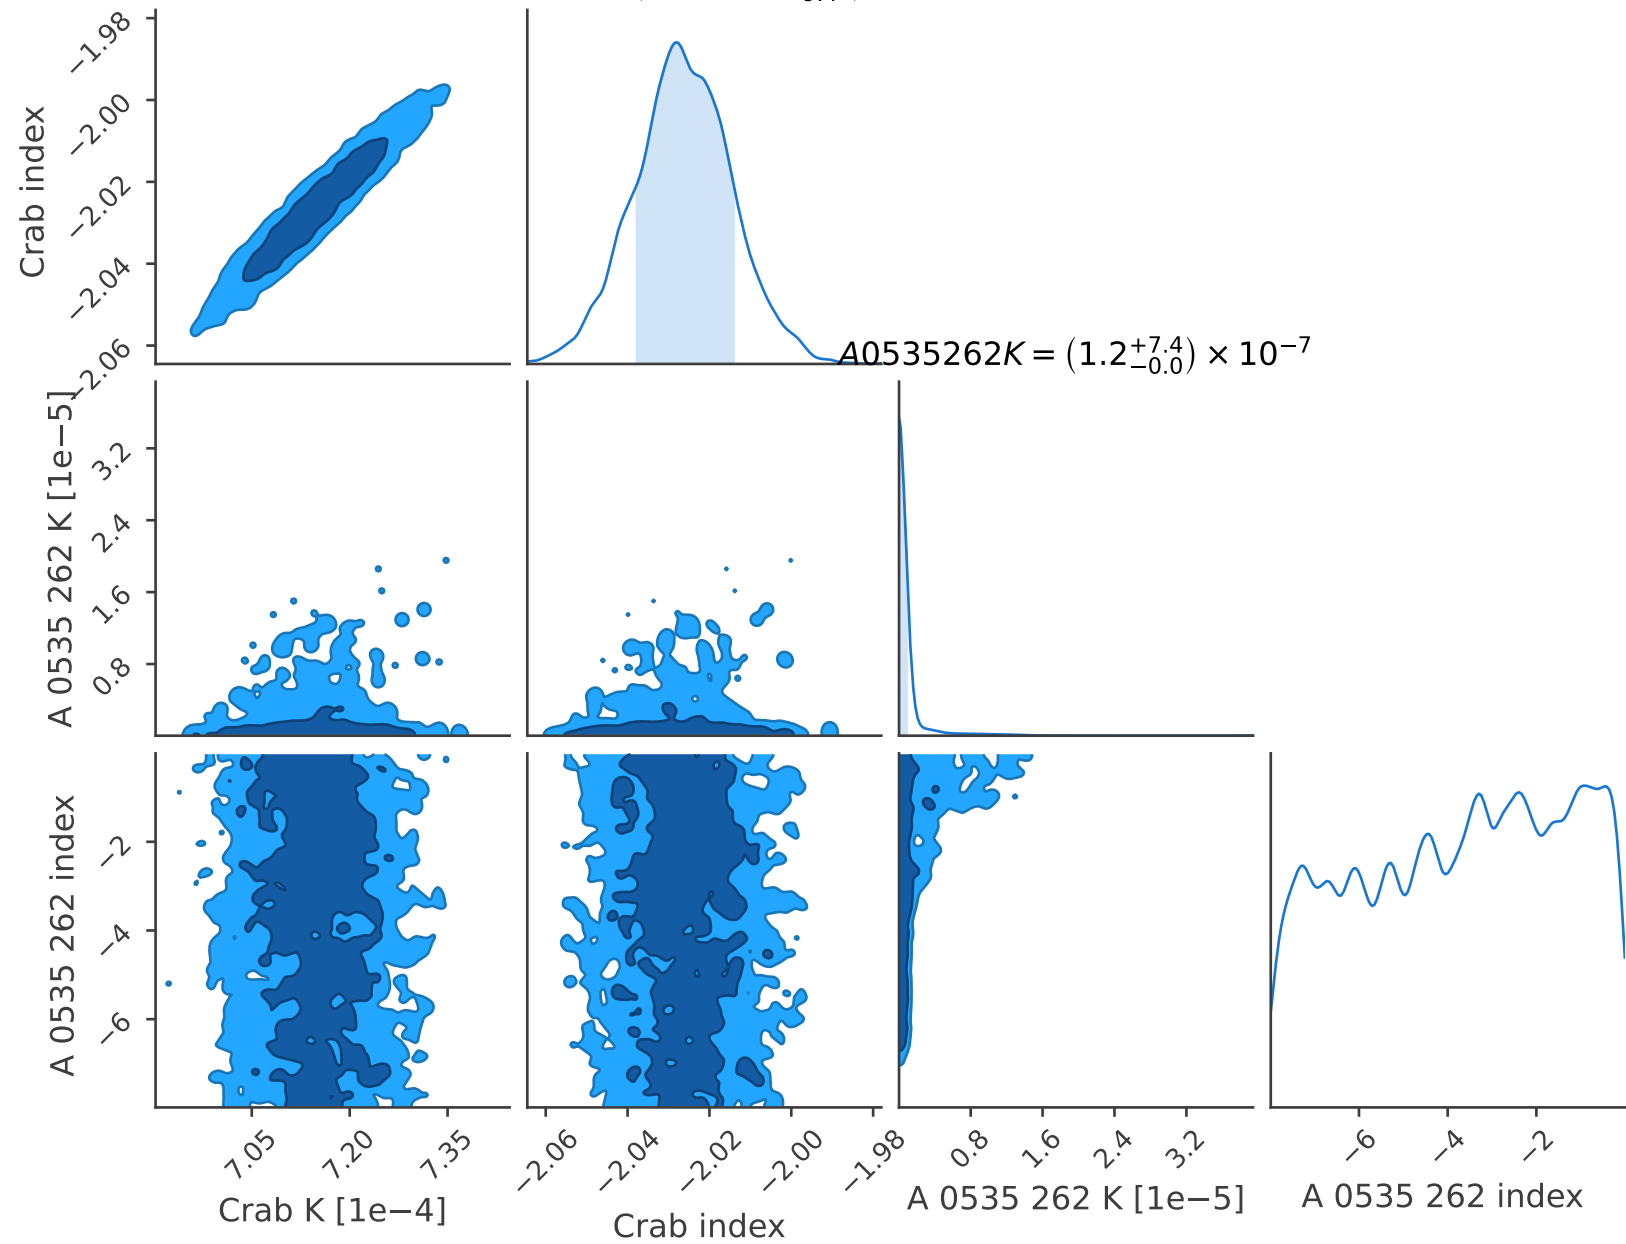 Crab index
−1.98
−2.00
−2.02
−2.04
−2.06
A0535262K = (1.2 +7.4 −0.0) × 10−7
A 0535 262 K [1e−5]
3.2
2.4
1.6
0.8
A 0535 262 index
−2
−4
−6
7.05 7.20 7.35
−2.06 −2.04 −2.02 −2.00 −1.98
0.8 1.6 2.4 3.2
−6 −4 −2
Crab K [1e−4]
Crab index
A 0535 262 K [1e−5]
A 0535 262 index